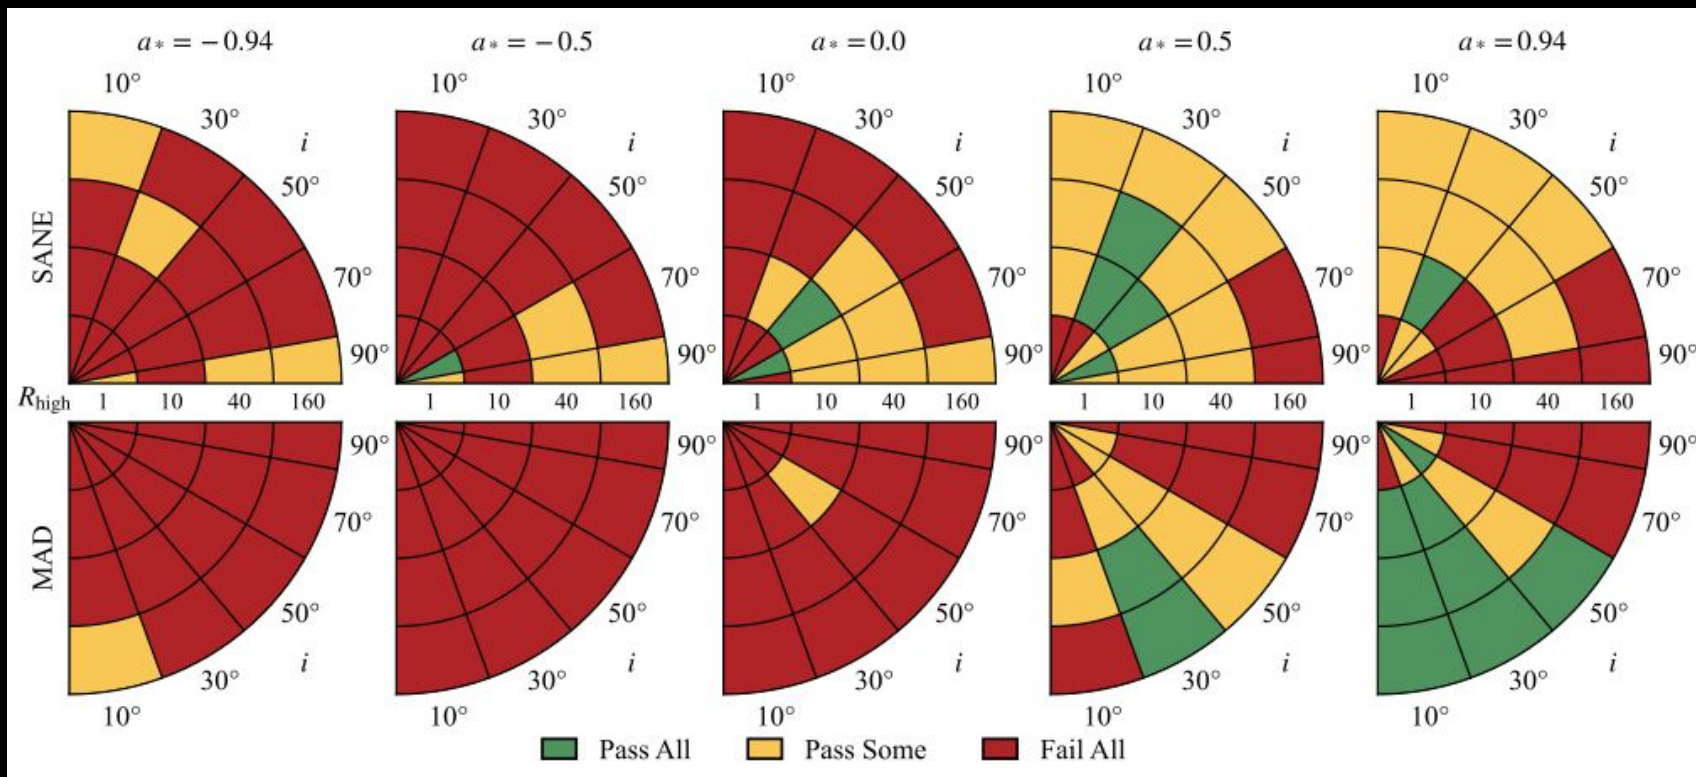 a* = −0.94 a* = −0.5 a* = 0.0 a* = 0.5 a* = 0.94
10° 10° 10° 10° 10°
30° 30° 30° 30° 30°
i i i i i
50° 50° 50° 50° 50°
SANE
70° 70° 70° 70° 70°
90° 90° 90° 90° 90°
Rhigh 1 10 40 160 1 10 40 160 1 10 40 160 1 10 40 160 1 10 40 160
90° 90° 90° 90° 90°
70° 70° 70° 70° 70°
MAD
50° 50° 50° 50° 50°
i i i i i
30° 30° 30° 30° 30°
10° 10° 10° 10° 10°
Pass All Pass Some Fail All